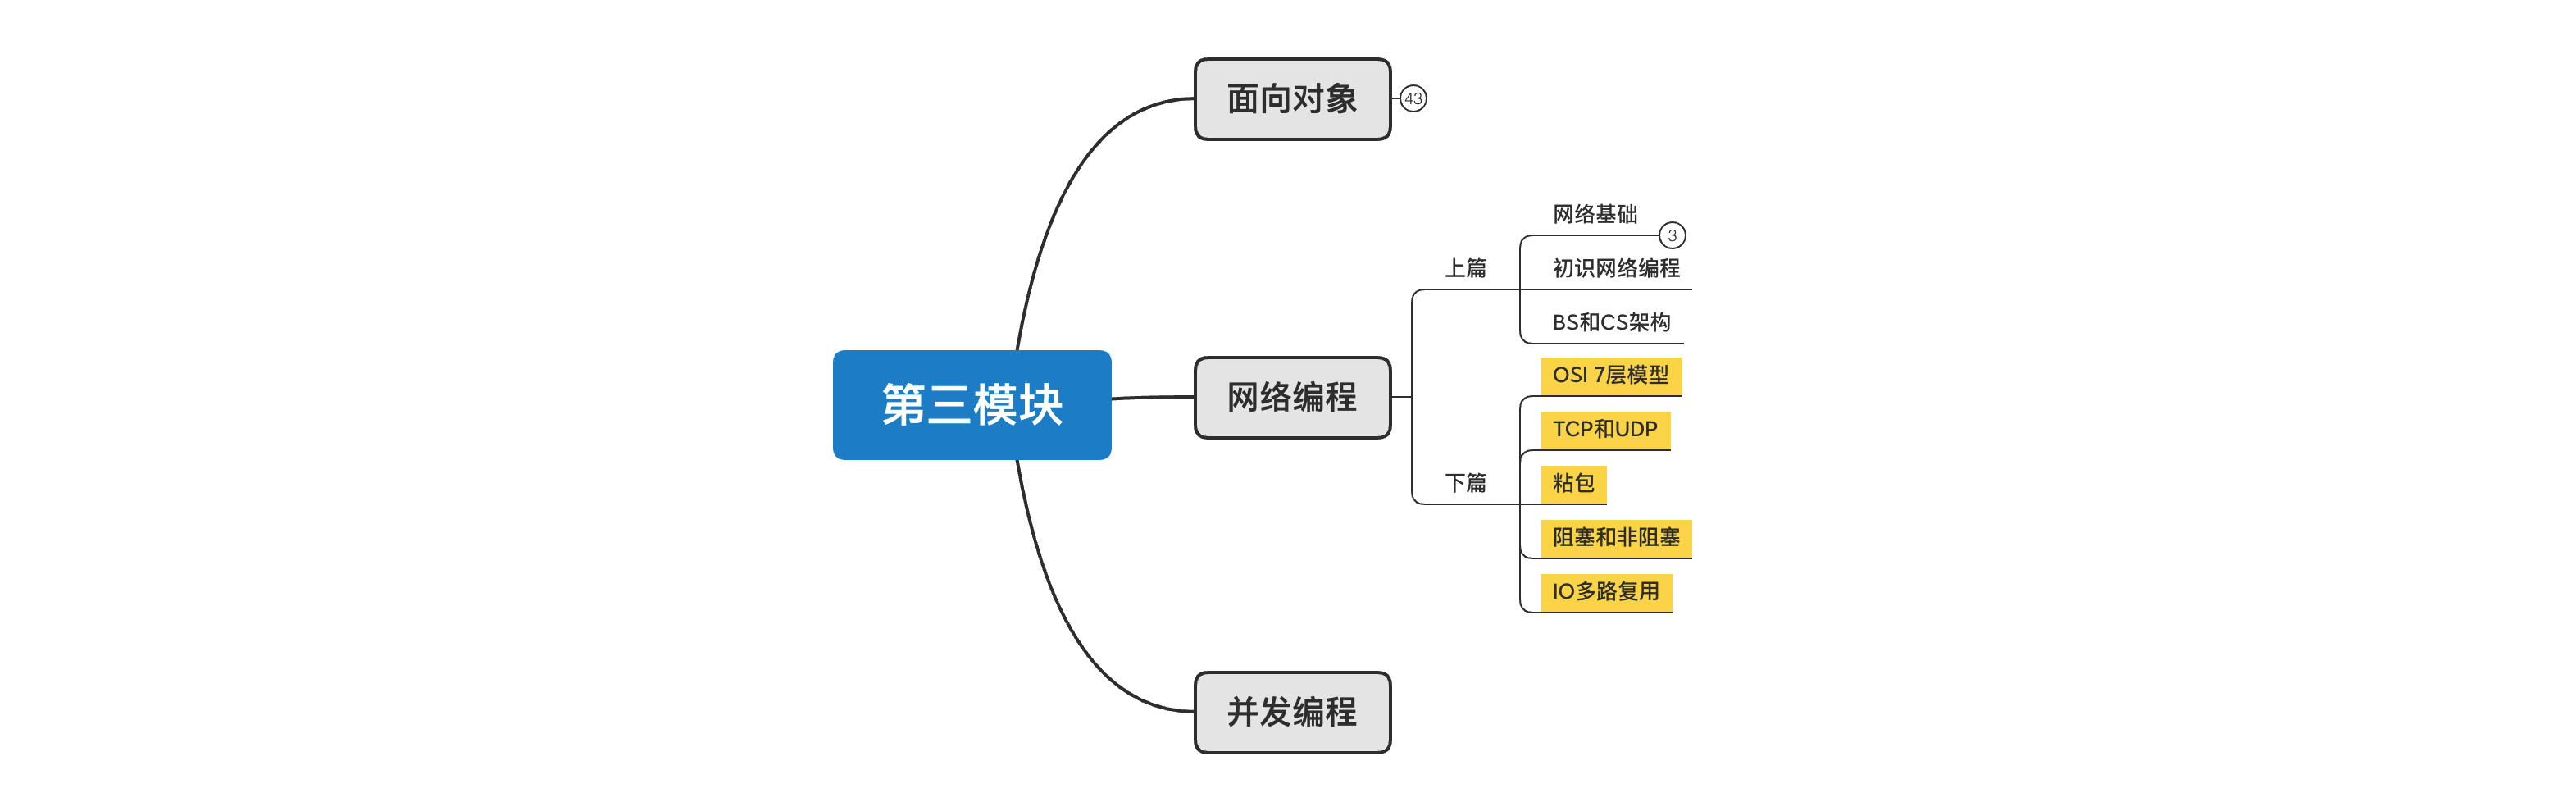 面向对象
43
网络基础
3
上篇
初识网络编程
BS和CS架构
OSI 7层模型
第三模块
网络编程
TCP和UDP
下篇
粘包
阻塞和非阻塞
IO多路复用
并发编程